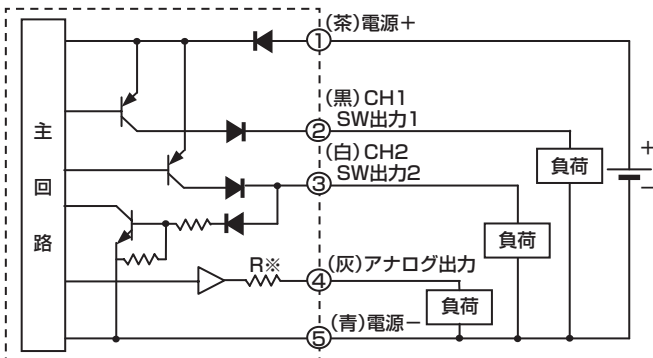 ① (茶)電源＋
② (黒)CH1
SW出力1
③ (白)CH2
SW出力2
④ (灰)アナログ出力
⑤ (青)電源－
主
回
路
R※
負荷
負荷
負荷
＋
－